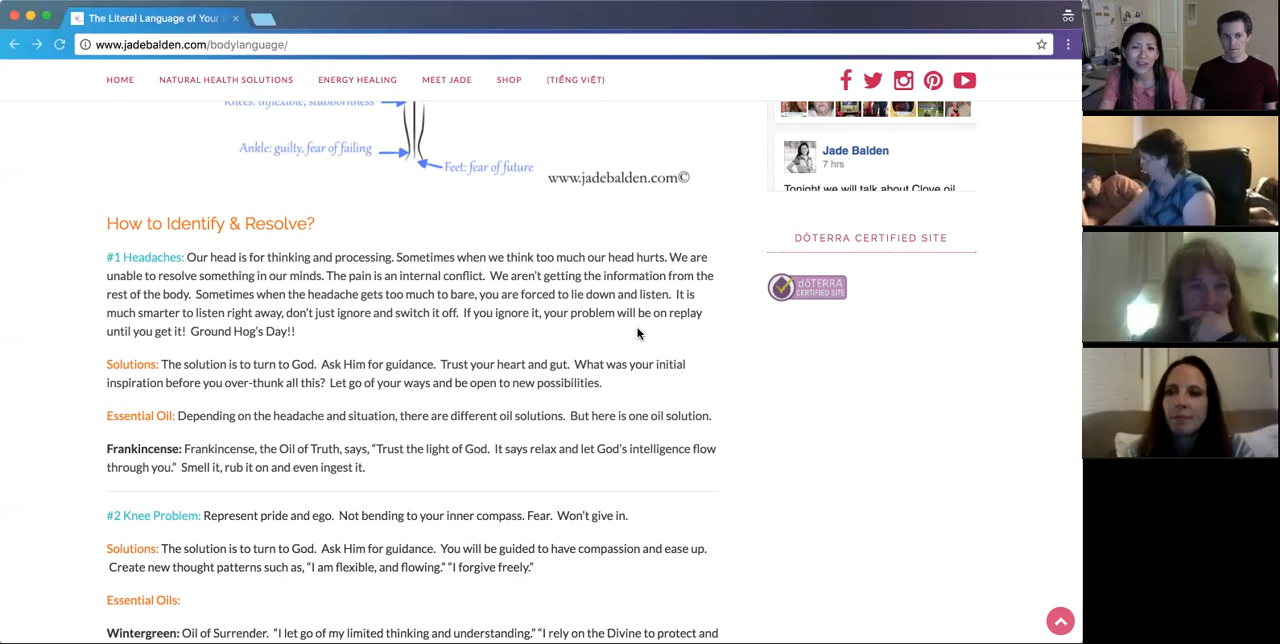 The Literal Language of Your
www.jadebalden.com/bodylanguage/
HOME NATURAL HEALTH SOLUTIONS ENERGY HEALING MEET JADE SHOP (TIẾNG VIỆT)
Knees: inflexible, stubbornness
Ankle: guilty, fear of failing
Feet: fear of future
www.jadebalden.com©
Jade Balden
7 hrs
Tonight we will talk about Clove oil
DŌTERRA CERTIFIED SITE
dōTERRA
CERTIFIED SITE
How to Identify & Resolve?
#1 Headaches: Our head is for thinking and processing. Sometimes when we think too much our head hurts. We are
unable to resolve something in our minds. The pain is an internal conflict. We aren't getting the information from the
rest of the body. Sometimes when the headache gets too much to bare, you are forced to lie down and listen. It is
much smarter to listen right away, don't just ignore and switch it off. If you ignore it, your problem will be on replay
until you get it! Ground Hog's Day!!
Solutions: The solution is to turn to God. Ask Him for guidance. Trust your heart and gut. What was your initial
inspiration before you over-thunk all this? Let go of your ways and be open to new possibilities.
Essential Oil: Depending on the headache and situation, there are different oil solutions. But here is one oil solution.
Frankincense: Frankincense, the Oil of Truth, says, “Trust the light of God. It says relax and let God's intelligence flow
through you.” Smell it, rub it on and even ingest it.
#2 Knee Problem: Represent pride and ego. Not bending to your inner compass. Fear. Won't give in.
Solutions: The solution is to turn to God. Ask Him for guidance. You will be guided to have compassion and ease up.
Create new thought patterns such as, “I am flexible, and flowing.” “I forgive freely.”
Essential Oils:
Wintergreen: Oil of Surrender. “I let go of my limited thinking and understanding.” “I rely on the Divine to protect and